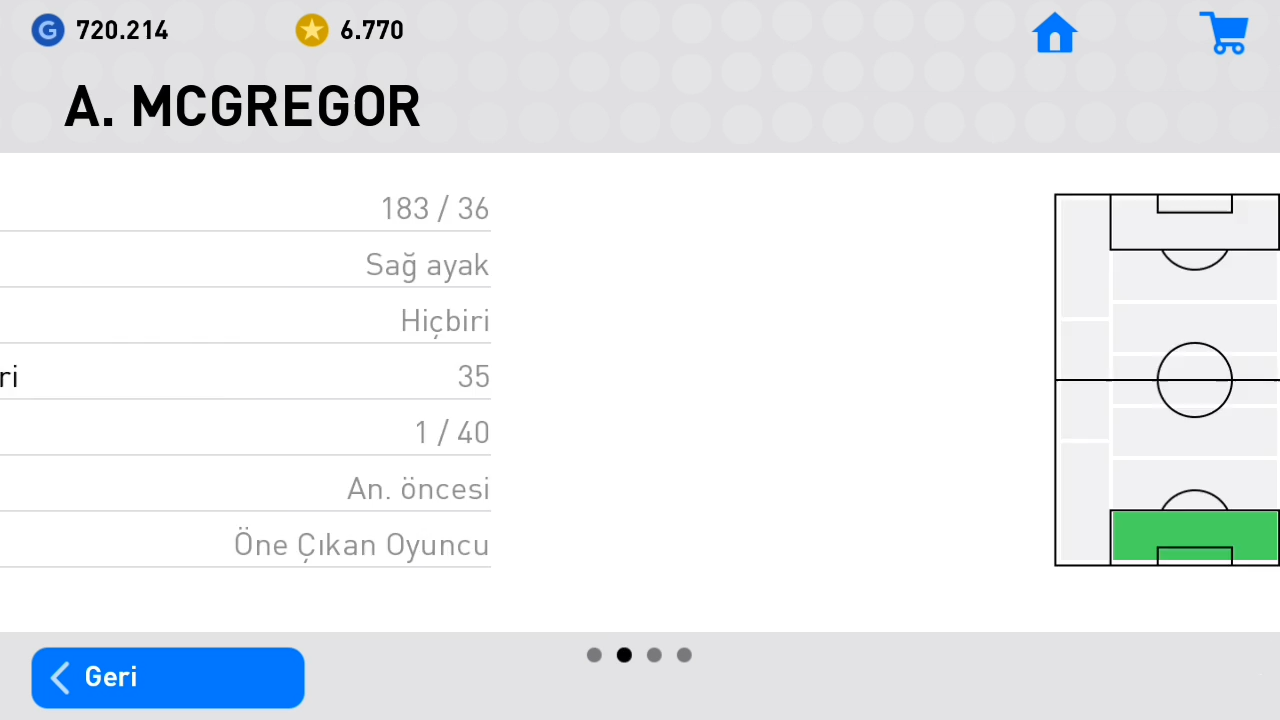 G 720.214 6.770
A. MCGREGOR
183 / 36
Sağ ayak
Hiçbiri
ri 35
1 / 40
An. öncesi
Öne Çıkan Oyuncu
Geri